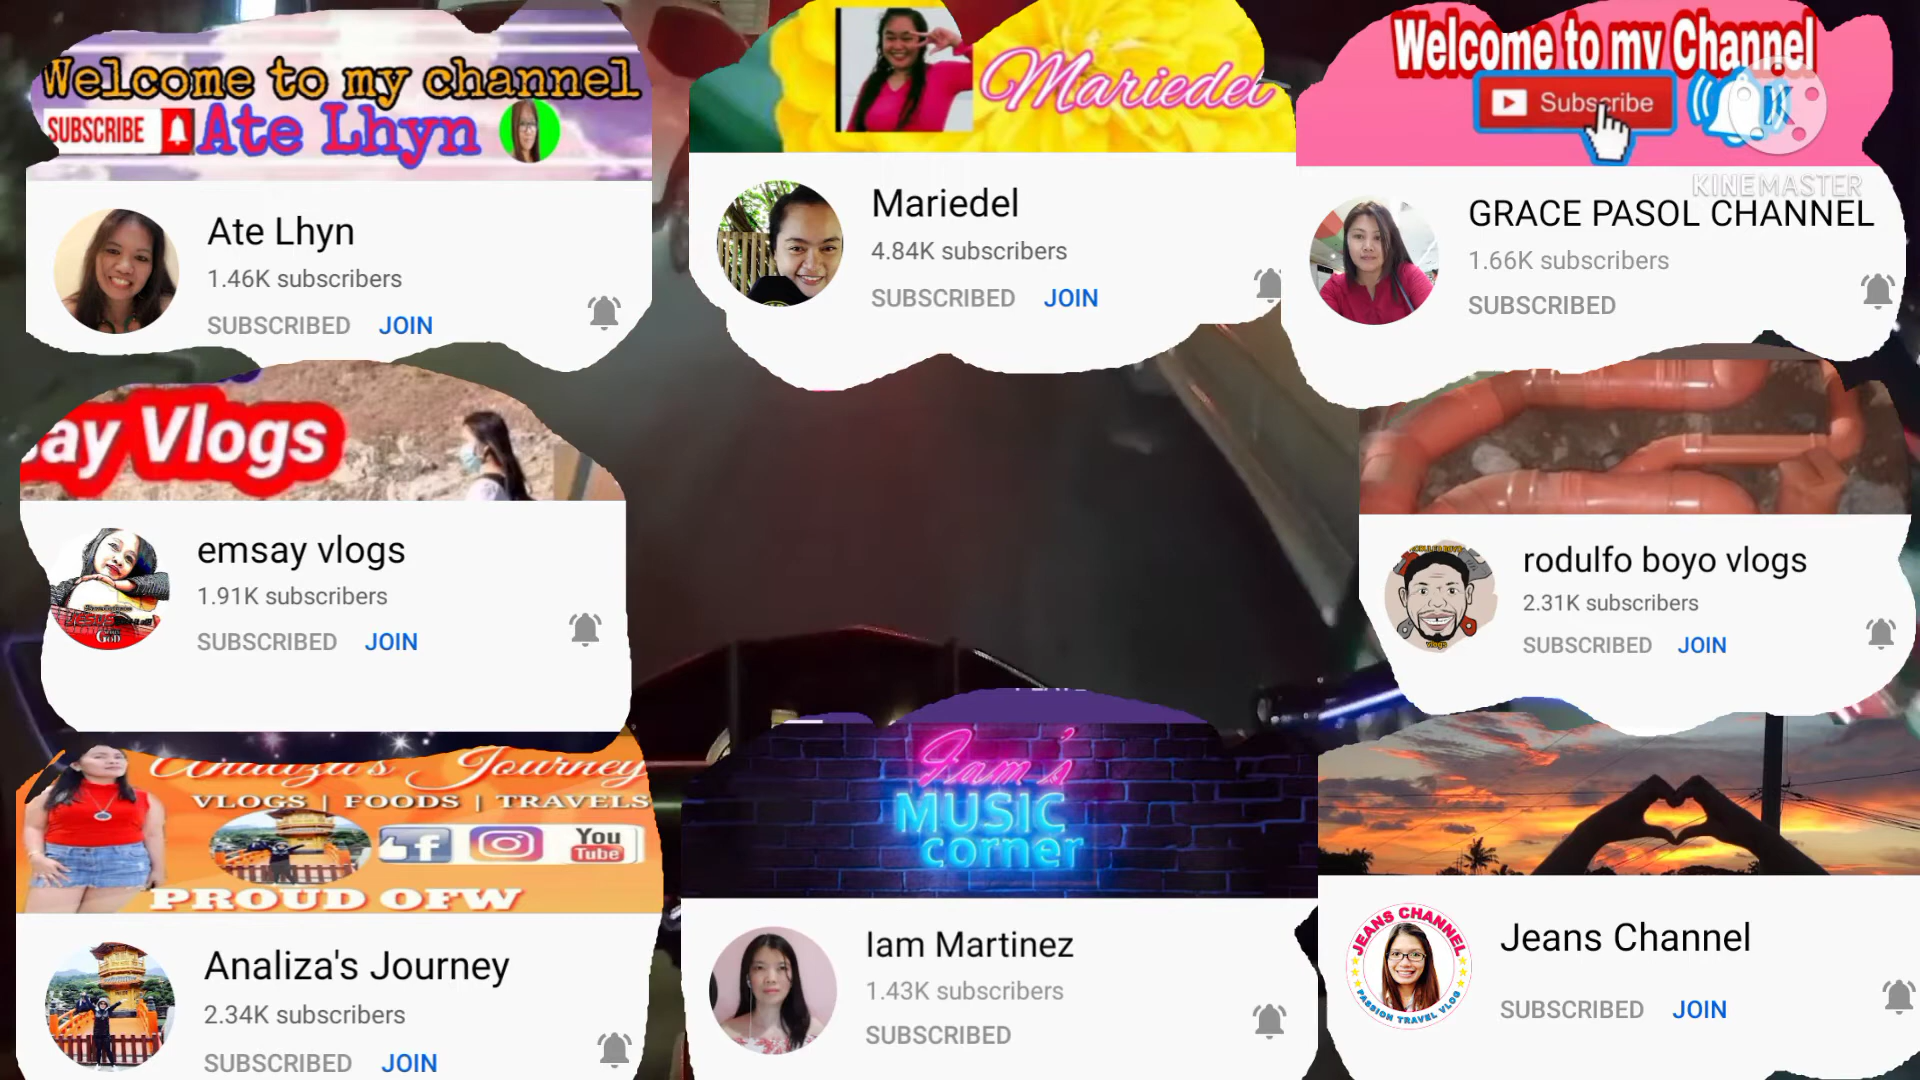 Welcome to my channel
SUBSCRIBE Ate Lhyn
Ate Lhyn
1.46K subscribers
SUBSCRIBED JOIN
Mariedel
Mariedel
4.84K subscribers
SUBSCRIBED JOIN
Welcome to my Channel
Subscribe
KINEMASTER
GRACE PASOL CHANNEL
1.66K subscribers
SUBSCRIBED
ay Vlogs
emsay vlogs
1.91K subscribers
SUBSCRIBED JOIN
rodulfo boyo vlogs
2.31K subscribers
SUBSCRIBED JOIN
Analiza's Journey
VLOGS | FOODS | TRAVELS
You
Tube
PROUD OFW
Analiza's Journey
2.34K subscribers
SUBSCRIBED JOIN
Iam's
MUSIC
corner
Iam Martinez
1.43K subscribers
SUBSCRIBED
JEANS CHANNEL
PASSION TRAVEL VLOG
Jeans Channel
SUBSCRIBED JOIN